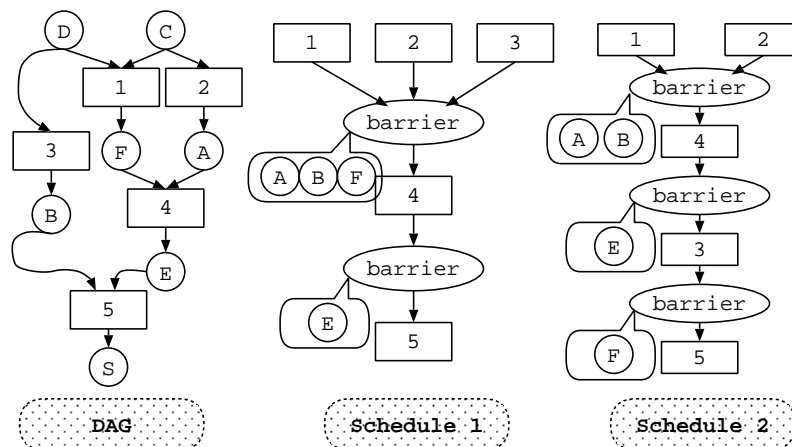 D C 1 2 3 1 2
1 2
barrier
barrier
3 F A A B 4
A B F
B 4 4
barrier
E 3
E barrier
5 barrier
E F
S 5 5
DAG Schedule 1 Schedule 2